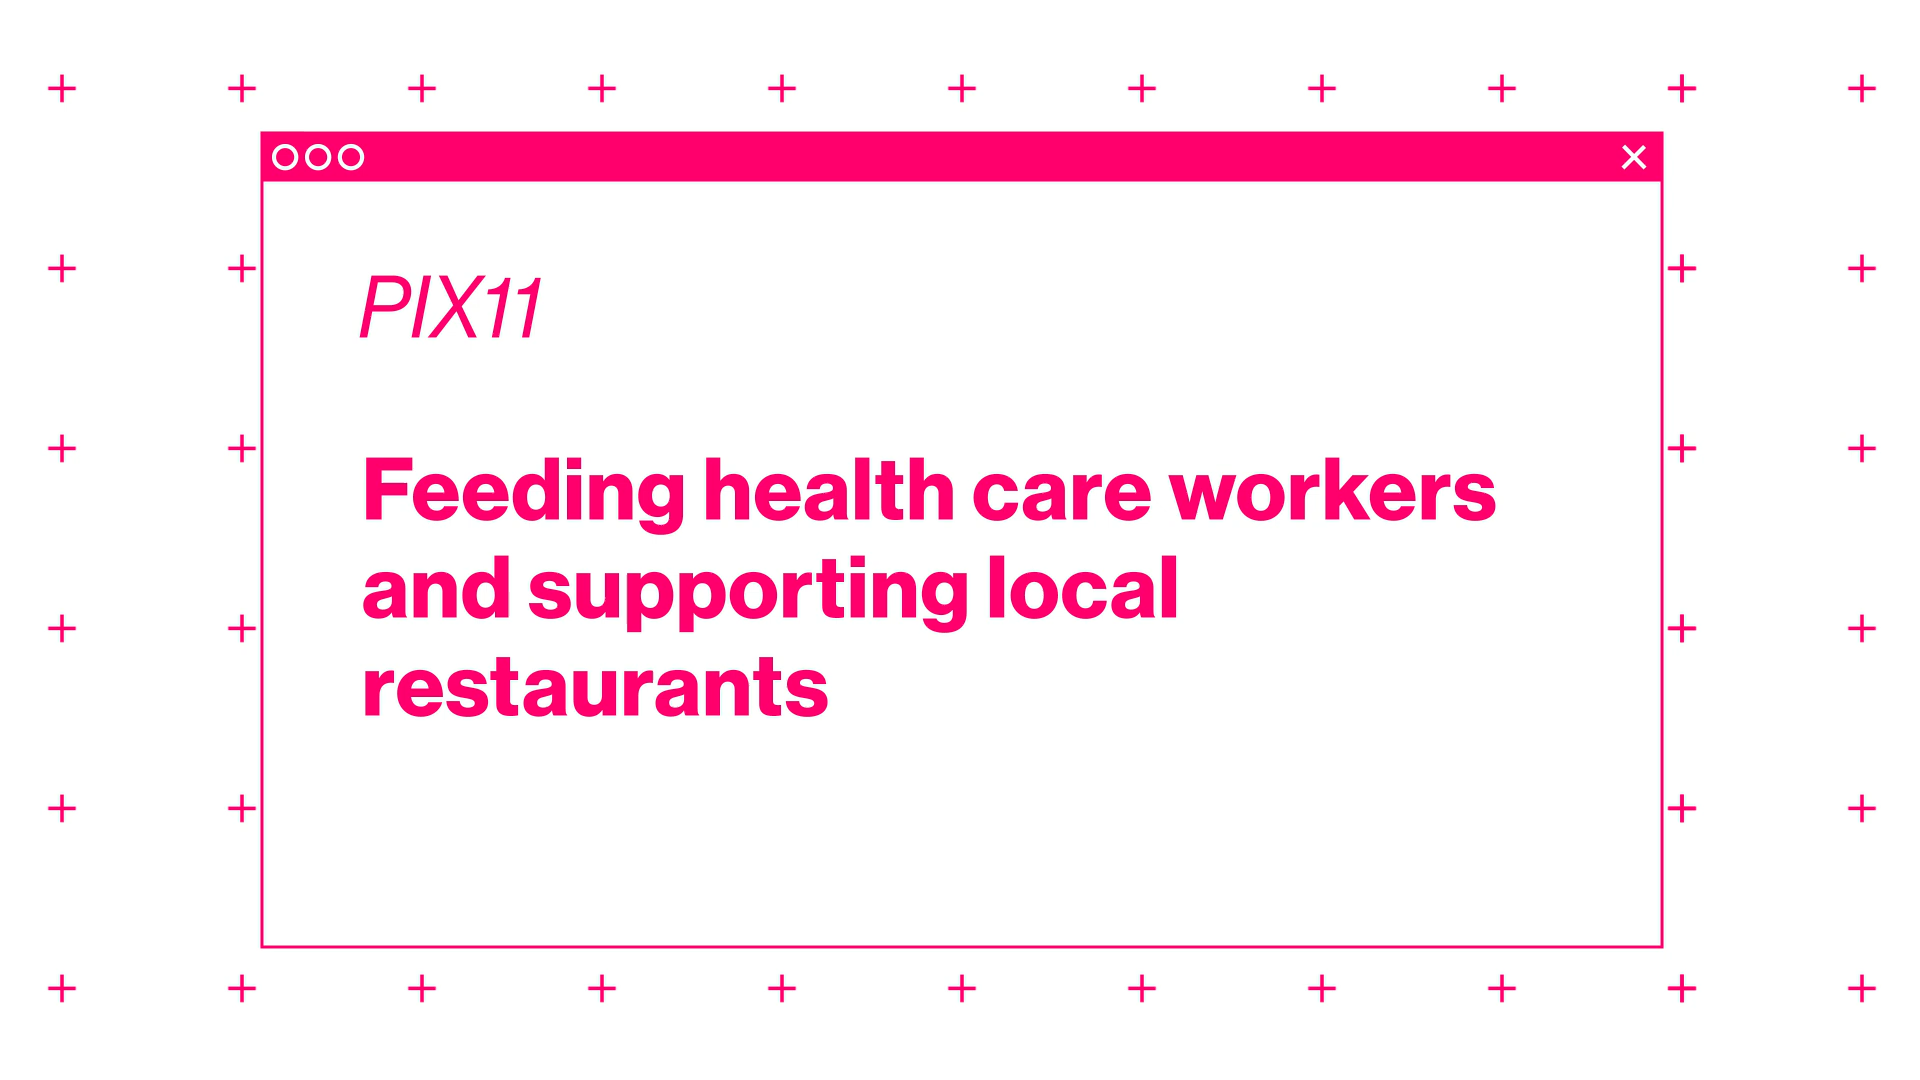 PIX11
Feeding health care workers
and supporting local
restaurants